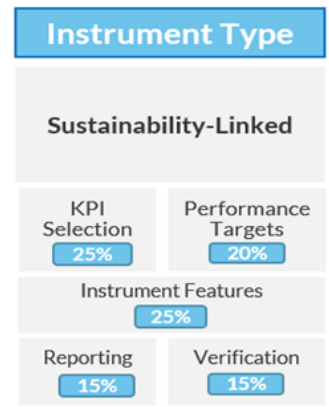 Instrument Type
Sustainability-Linked
KPI
Selection
25%
Performance
Targets
20%
Instrument Features
25%
Reporting
15%
Verification
15%